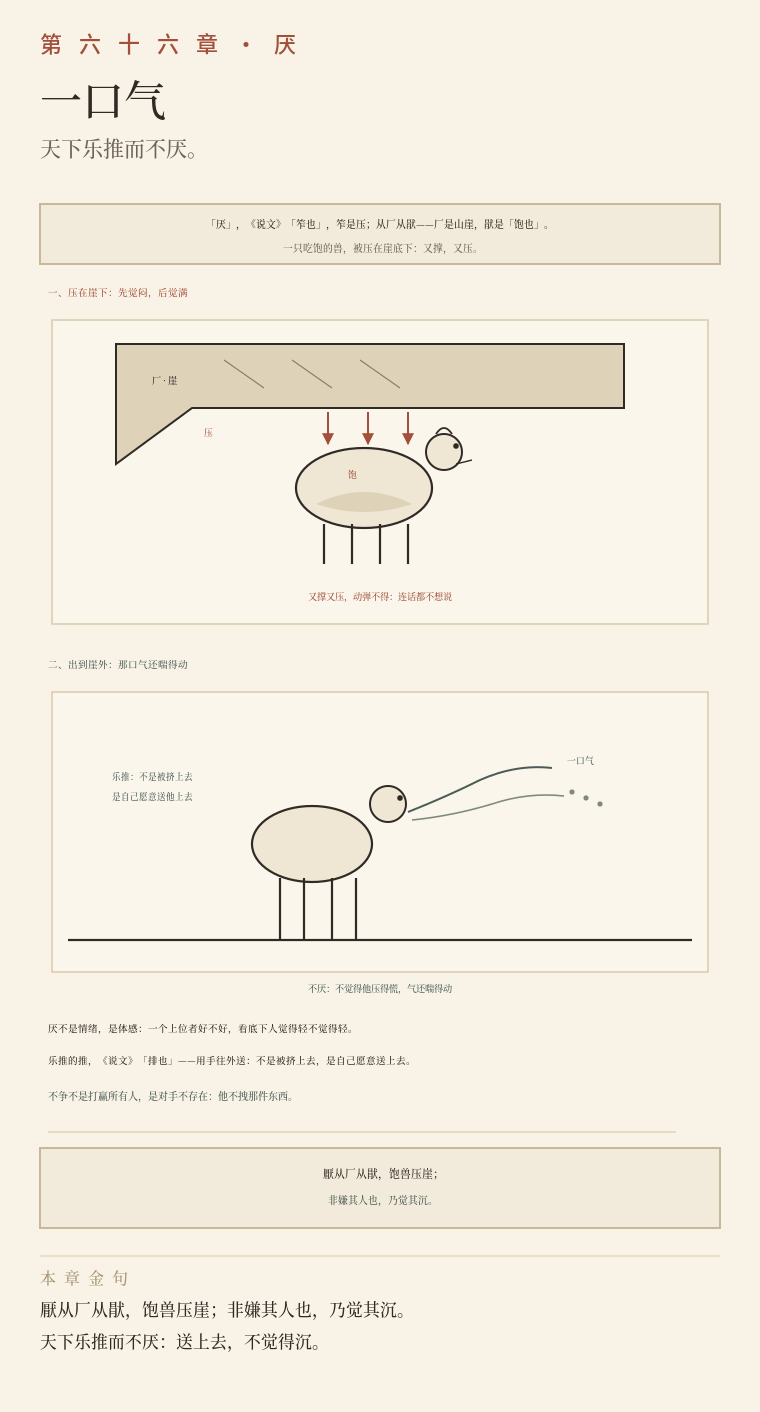 第六十六章·厌
一口气
天下乐推而不厌。
「厌」，《说文》「笮也」，笮是压；从厂从猒——厂是山崖，猒是「饱也」。
一只吃饱的兽，被压在崖底下：又撑，又压。
一、压在崖下：先觉闷，后觉满
厂·崖
压
饱
又撑又压，动弹不得：连话都不想说
二、出到崖外：那口气还喘得动
一口气
乐推：不是被挤上去
是自己愿意送他上去
不厌：不觉得他压得慌，气还喘得动
厌不是情绪，是体感：一个上位者好不好，看底下人觉得轻不觉得轻。
乐推的推，《说文》「排也」——用手往外送：不是被挤上去，是自己愿意送上去。
不争不是打赢所有人，是对手不存在：他不拽那件东西。
厭从厂从猒，饱兽压崖；
非嫌其人也，乃觉其沉。
本章金句
厭从厂从猒，饱兽压崖；非嫌其人也，乃觉其沉。
天下乐推而不厌：送上去，不觉得沉。